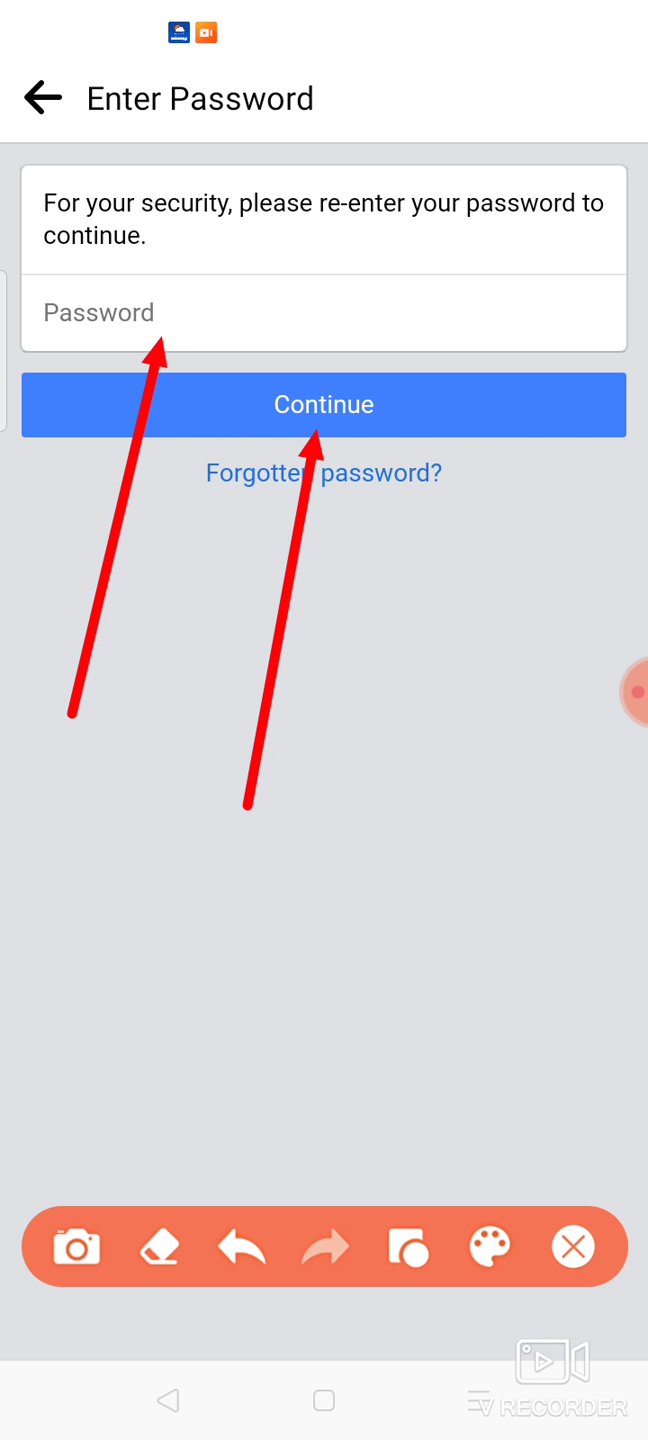 Enter Password
For your security, please re-enter your password to
continue.
Password
Continue
Forgotten password?
V RECORDER